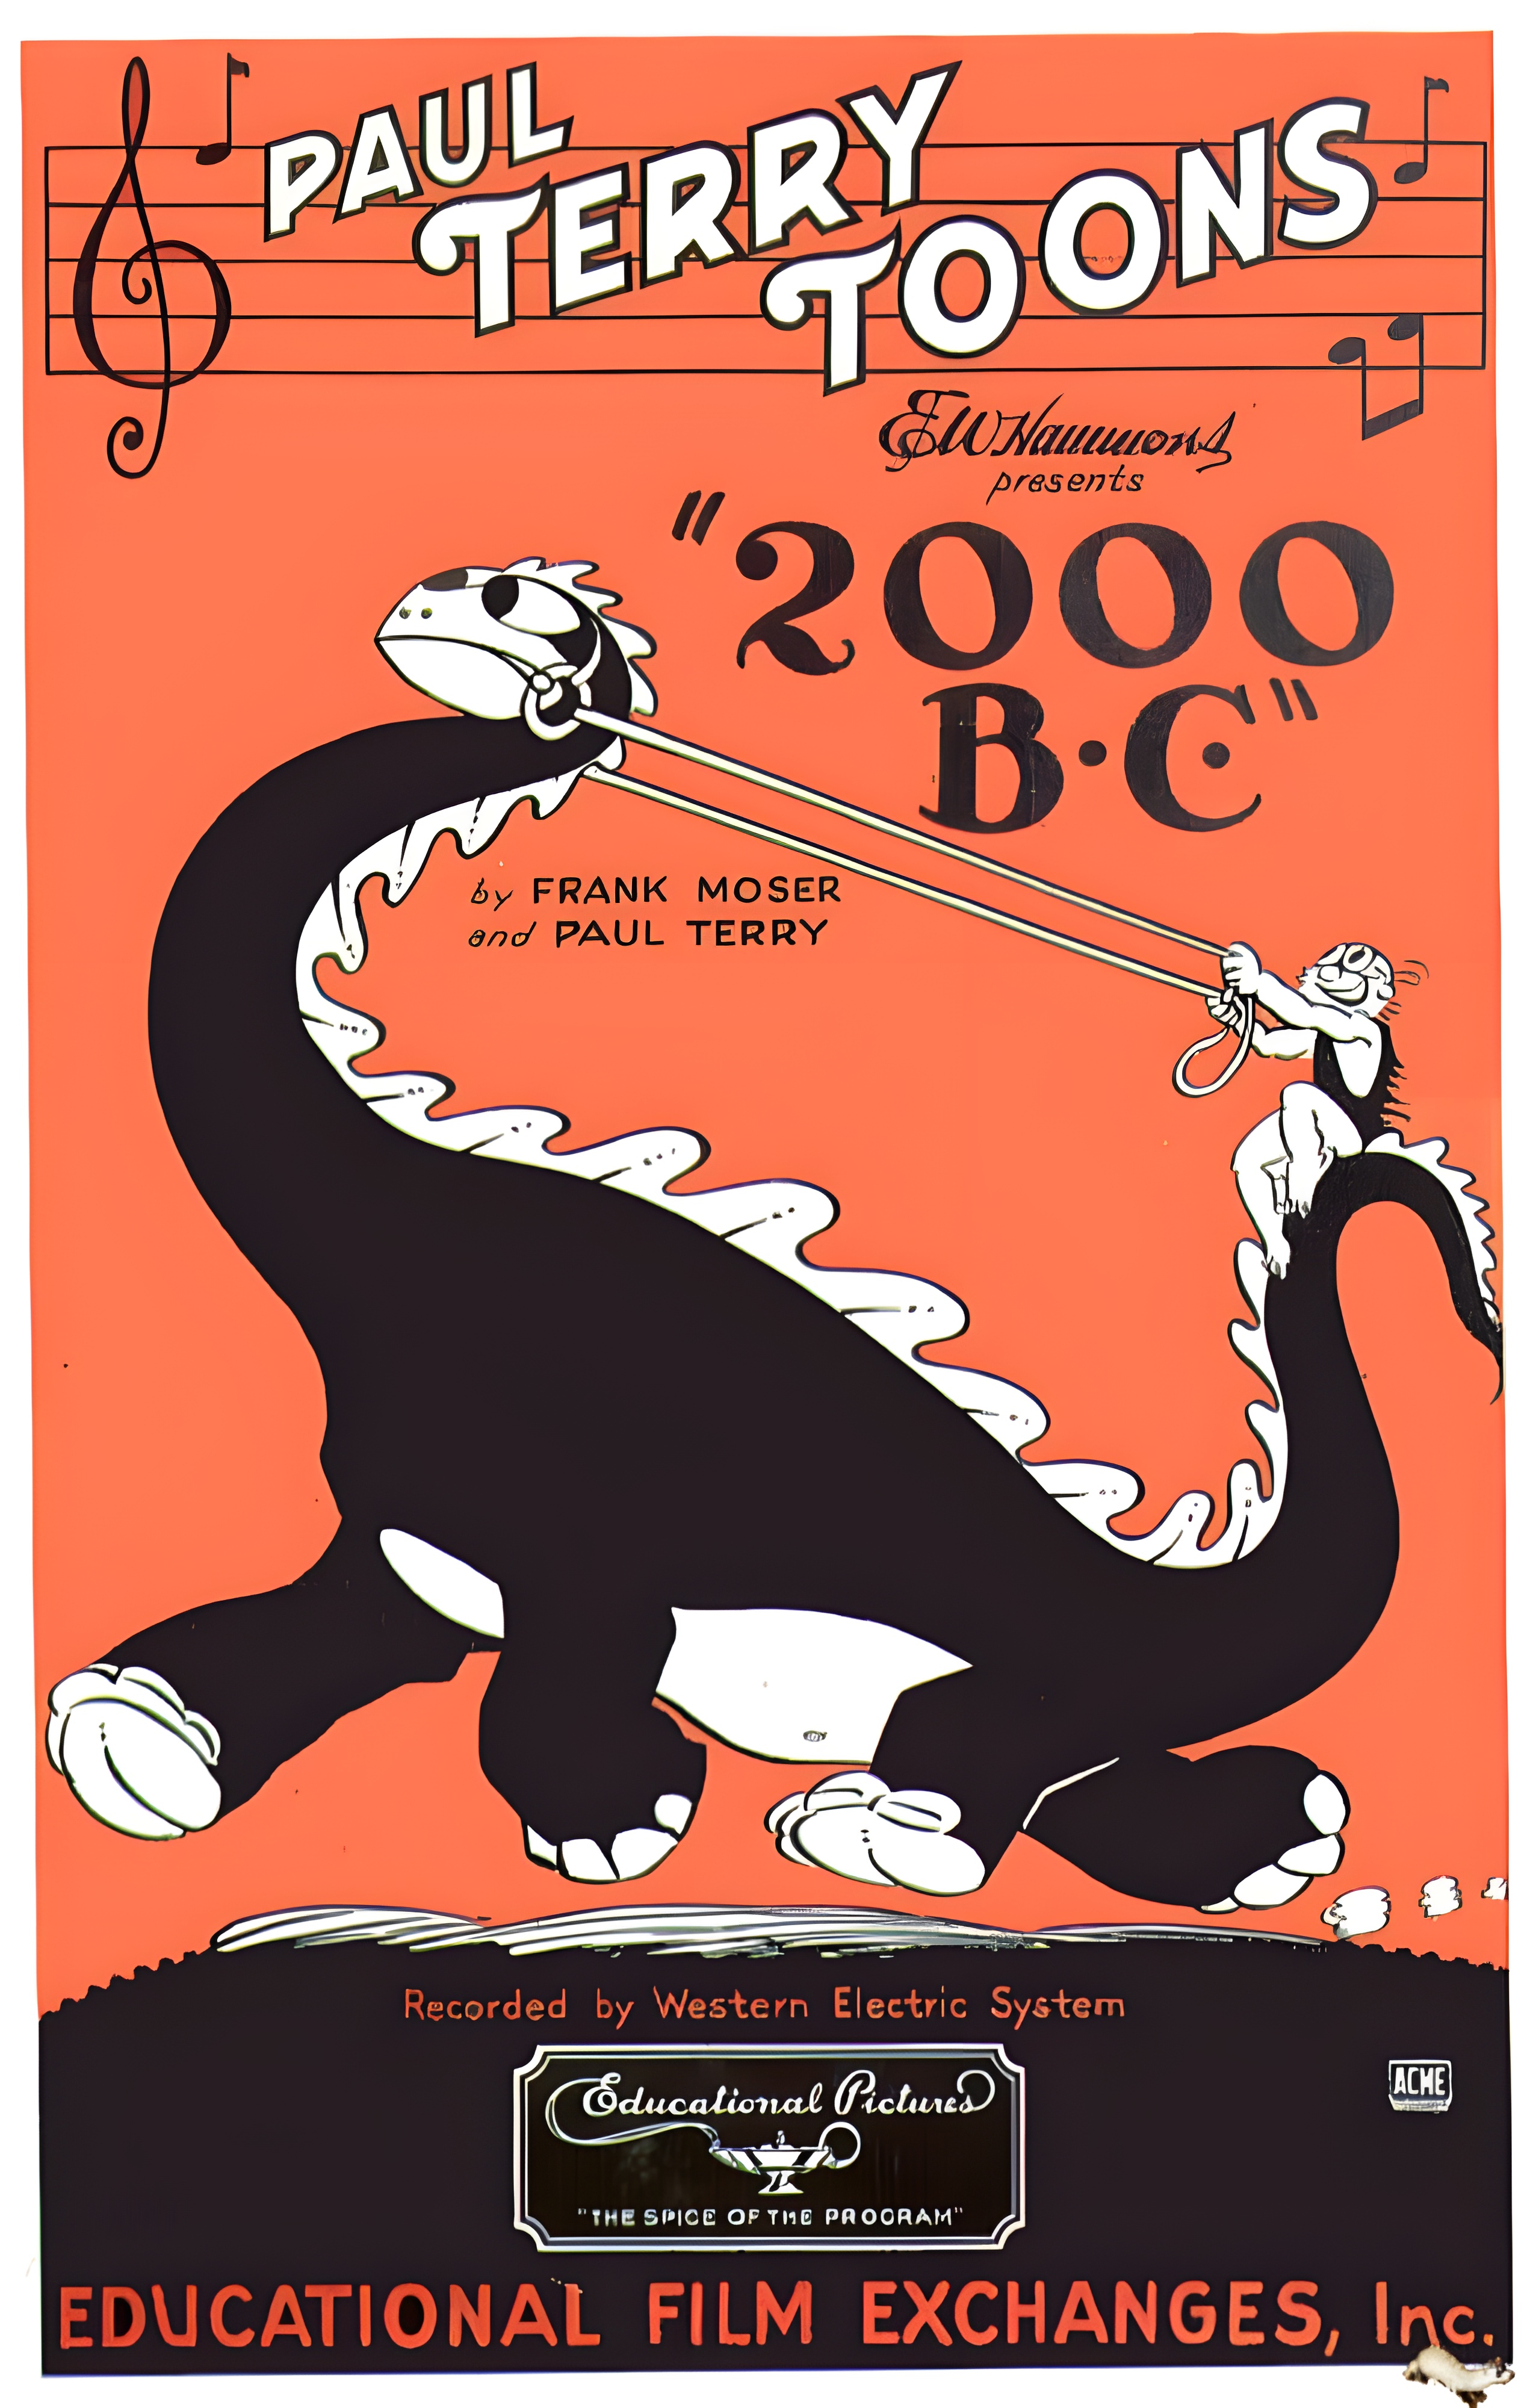 PAUL
TERRY
TOONS
E.W. Hammons
presents
"2000
B.C."
by FRANK MOSER
and PAUL TERRY
Recorded by Western Electric System
Educational Pictures
"THE SPICE OF THE PROGRAM"
ACME
EDUCATIONAL FILM EXCHANGES, Inc.